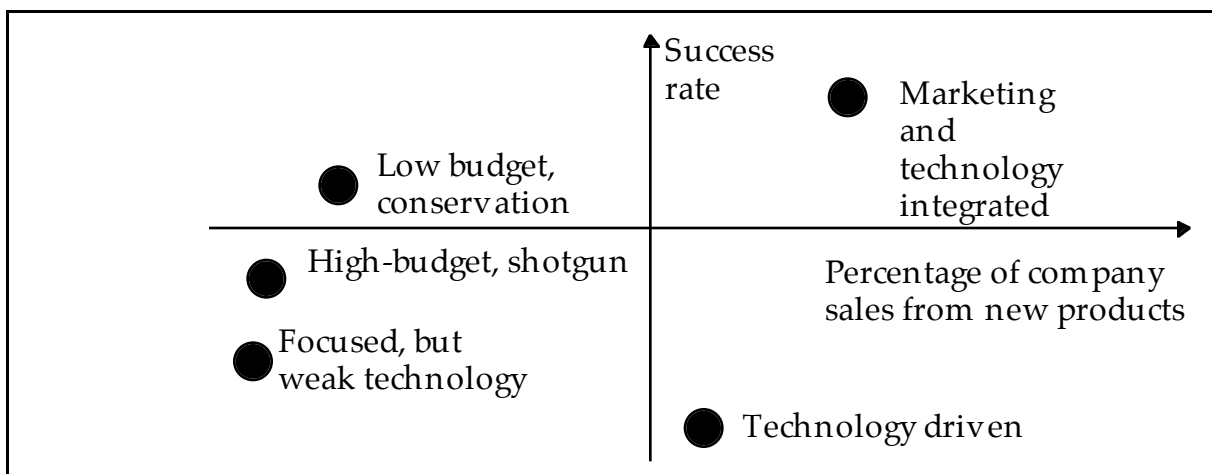 Success
rate
Marketing
and
technology
integrated
Low budget,
conservation
High-budget, shotgun
Percentage of company
sales from new products
Focused, but
weak technology
Technology driven